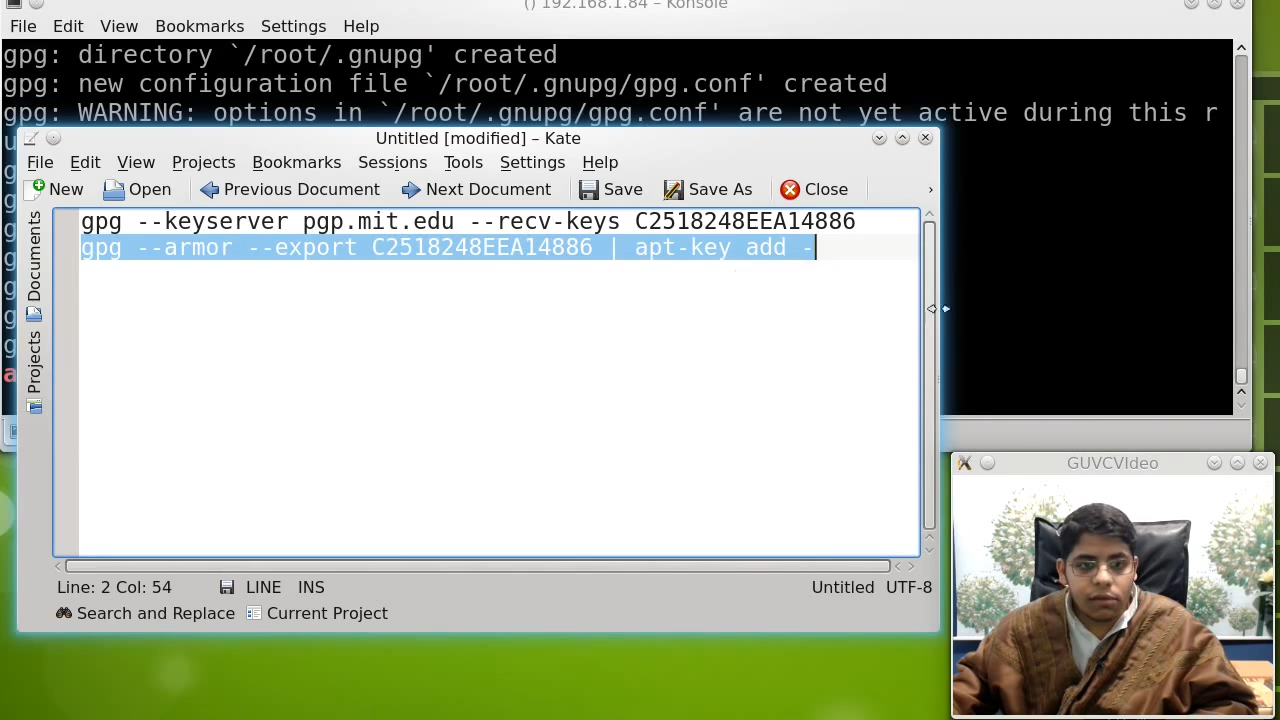 () 192.168.1.84 – Konsole
File Edit View Bookmarks Settings Help
gpg: directory `/root/.gnupg' created
gpg: new configuration file `/root/.gnupg/gpg.conf' created
gpg: WARNING: options in `/root/.gnupg/gpg.conf' are not yet active during this r
Untitled [modified] – Kate
File Edit View Projects Bookmarks Sessions Tools Settings Help
New Open Previous Document Next Document Save Save As Close
Documents
Projects
gpg --keyserver pgp.mit.edu --recv-keys C2518248EEA14886
gpg --armor --export C2518248EEA14886 | apt-key add -
Line: 2 Col: 54 LINE INS Untitled UTF-8
Search and Replace Current Project
GUVCVIdeo